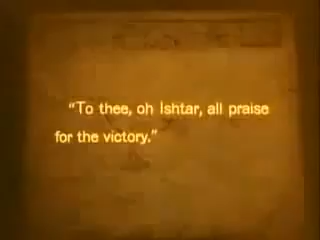 “To thee, oh Ishtar, all praise
for the victory.”